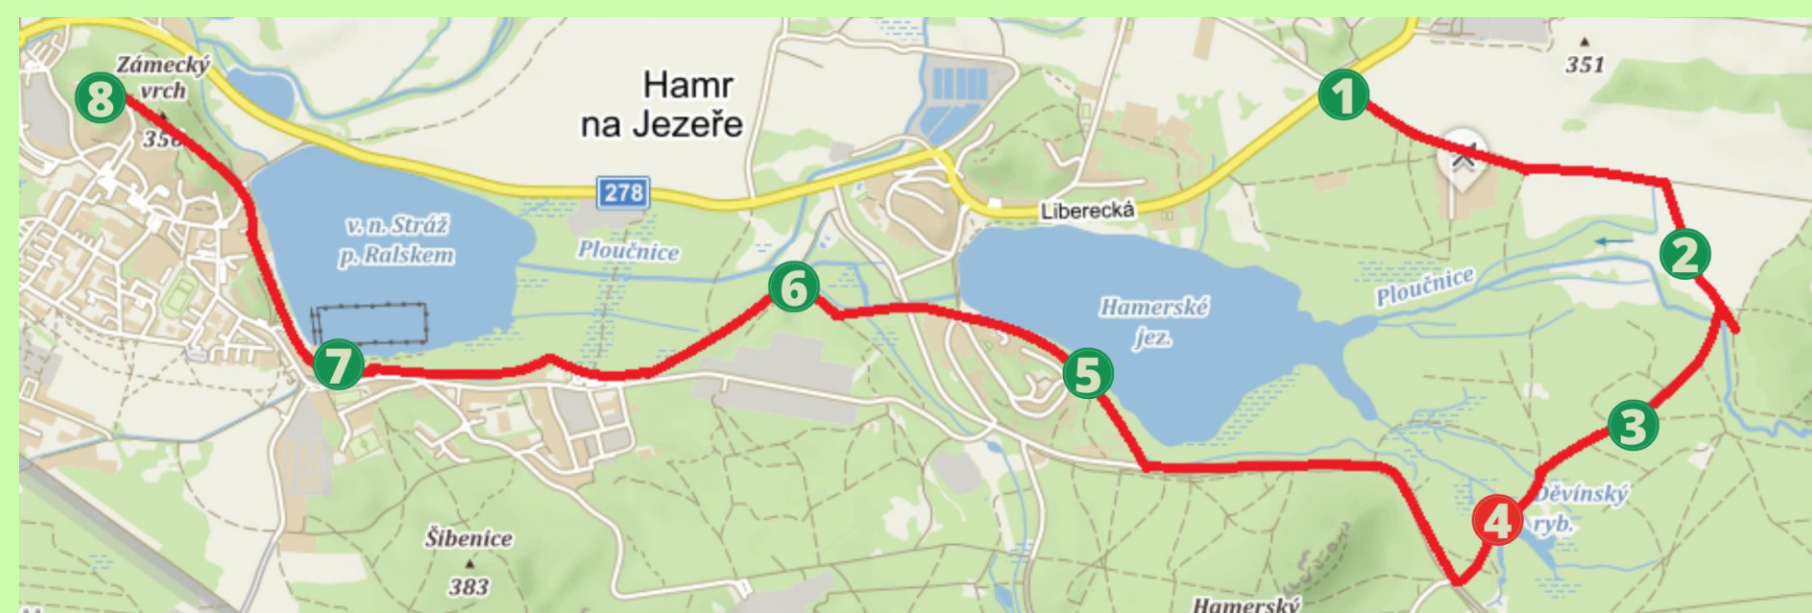 Zámecký
vrch
8
356
Hamr
na Jezeře
1
351
278
v. n. Stráž
p. Ralskem
Ploučnice
Liberecká
2
6
Hamerské
jez.
Ploučnice
7
5
3
Děvínský
ryb.
4
Šibenice
383
Hamerský